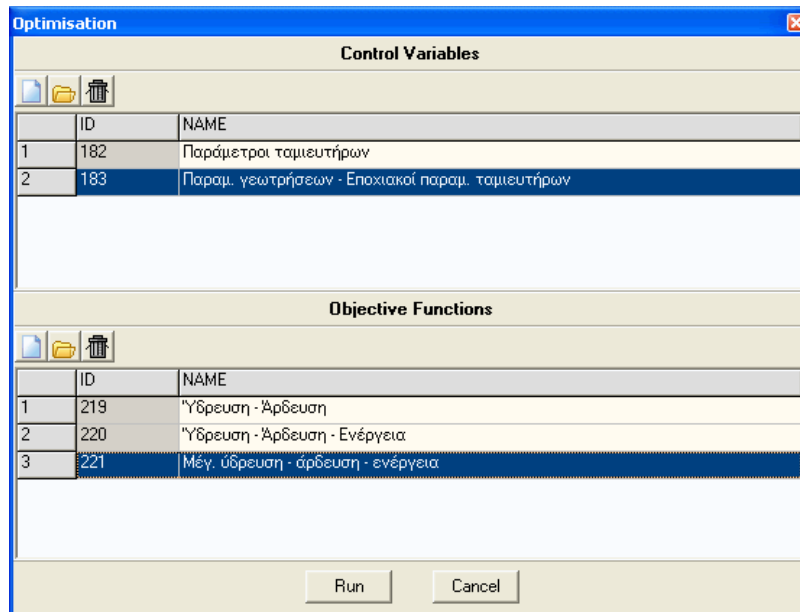 Optimisation
Control Variables
ID NAME
1 182 Παράμετροι ταμιευτήρων
2 183 Παραμ. γεωτρήσεων - Εποχιακοί παραμ. ταμιευτήρων
Objective Functions
ID NAME
1 219 Ύδρευση - Άρδευση
2 220 Ύδρευση - Άρδευση - Ενέργεια
3 221 Μέγ. ύδρευση - άρδευση - ενέργεια
Run Cancel